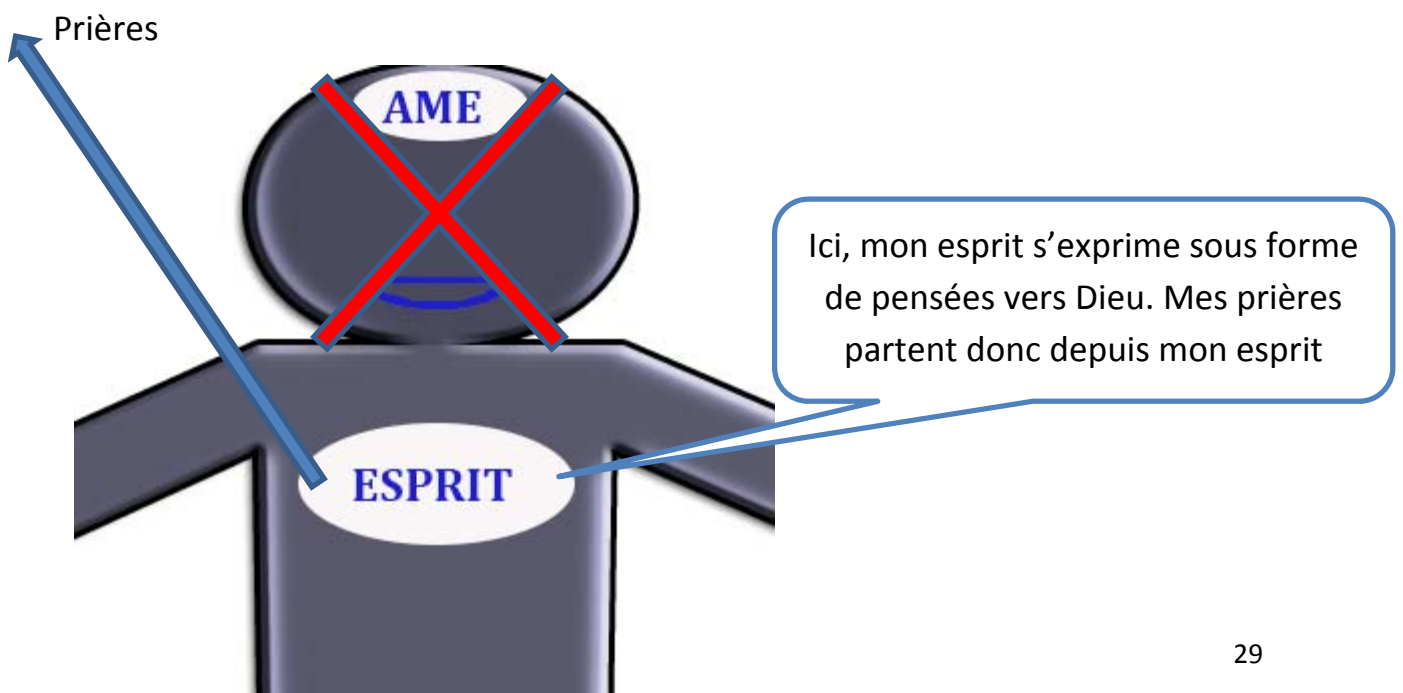 Prières
AME
Ici, mon esprit s’exprime sous forme
de pensées vers Dieu. Mes prières
partent donc depuis mon esprit
ESPRIT
29